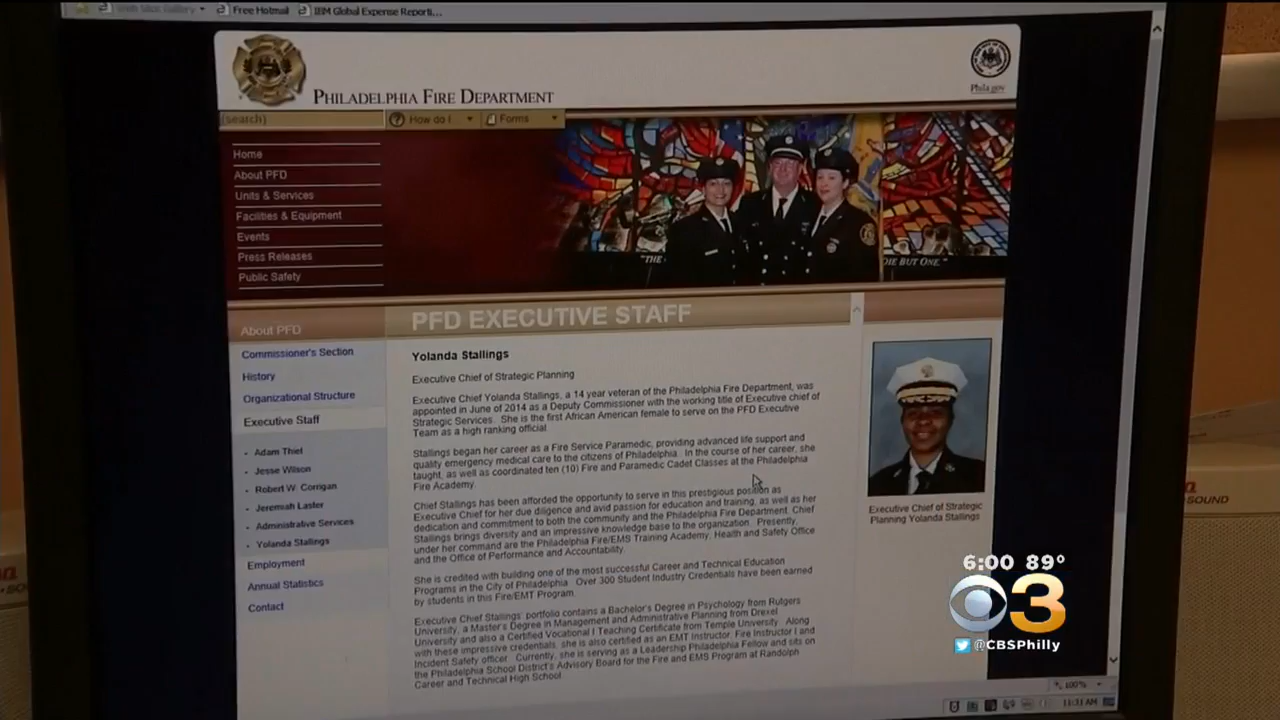 Web Slice Gallery Free Hotmail IBM Global Expense Reporti...
PHILADELPHIA FIRE DEPARTMENT
Phila.gov
(search) How do I Forms
Home
About PFD
Units & Services
Facilities & Equipment
Events
Press Releases
Public Safety
"THE
DIE BUT ONE."
About PFD
Commissioner's Section
History
Organizational Structure
Executive Staff
Adam Thiel
Jesse Wilson
Robert W. Corrigan
Jeremiah Laster
Administrative Services
Yolanda Stallings
Employment
Annual Statistics
Contact
PFD EXECUTIVE STAFF
Yolanda Stallings
Executive Chief of Strategic Planning
Executive Chief Yolanda Stallings, a 14 year veteran of the Philadelphia Fire Department, was
appointed in June of 2014 as a Deputy Commissioner with the working title of Executive chief of
Strategic Services. She is the first African American female to serve on the PFD Executive
Team as a high ranking official.
Stallings began her career as a Fire Service Paramedic, providing advanced life support and
quality emergency medical care to the citizens of Philadelphia. In the course of her career, she
taught, as well as coordinated ten (10) Fire and Paramedic Cadet Classes at the Philadelphia
Fire Academy.
Chief Stallings has been afforded the opportunity to serve in this prestigious position as
Executive Chief for her due diligence and avid passion for education and training, as well as her
dedication and commitment to both the community and the Philadelphia Fire Department. Chief
Stallings brings diversity and an impressive knowledge base to the organization. Presently,
under her command are the Philadelphia Fire/EMS Training Academy, Health and Safety Office
and the Office of Performance and Accountability.
She is credited with building one of the most successful Career and Technical Education
Programs in the City of Philadelphia. Over 300 Student Industry Credentials have been earned
by students in this Fire/EMT Program.
Executive Chief Stallings' portfolio contains a Bachelor's Degree in Psychology from Rutgers
University, a Master's Degree in Management and Administrative Planning from Drexel
University and also a Certified Vocational I Teaching Certificate from Temple University. Along
with these impressive credentials, she is also certified as an EMT Instructor, Fire Instructor I and
Incident Safety officer. Currently, she is serving as a Leadership Philadelphia Fellow and sits on
the Philadelphia School District's Advisory Board for the Fire and EMS Program at Randolph
Career and Technical High School.
Executive Chief of Strategic
Planning Yolanda Stallings
SOUND
6:00 89°
3
@CBSPhilly
100%
11:31 AM